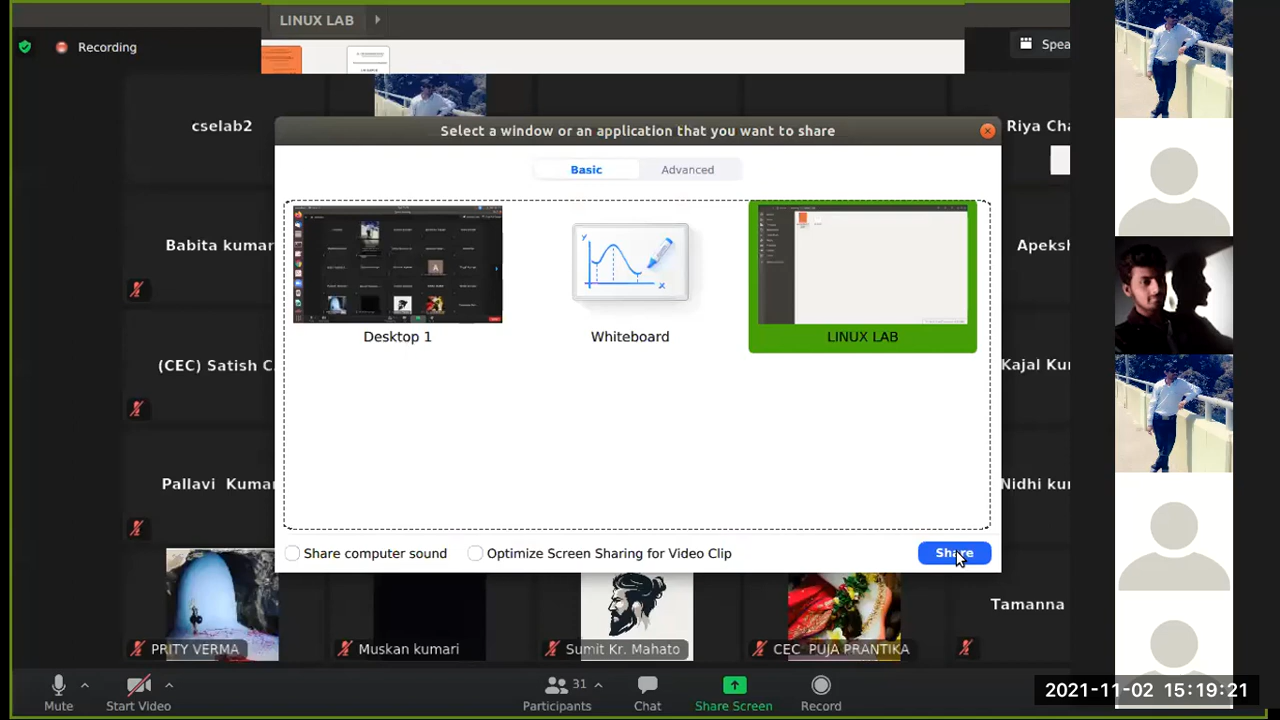 LINUX LAB
Recording
Spea
cselab2
Riya Cha
Select a window or an application that you want to share
Basic
Advanced
Babita kumar
Apeksh
Desktop 1
Whiteboard
LINUX LAB
(CEC) Satish C.
Kajal Kur
Pallavi Kumar
Nidhi kur
Share computer sound
Optimize Screen Sharing for Video Clip
Share
Tamanna
PRITY VERMA
Muskan kumari
Sumit Kr. Mahato
CEC PUJA PRANTIKA
31
Mute
Start Video
Participants
Chat
Share Screen
Record
2021-11-02 15:19:21
A
y
x